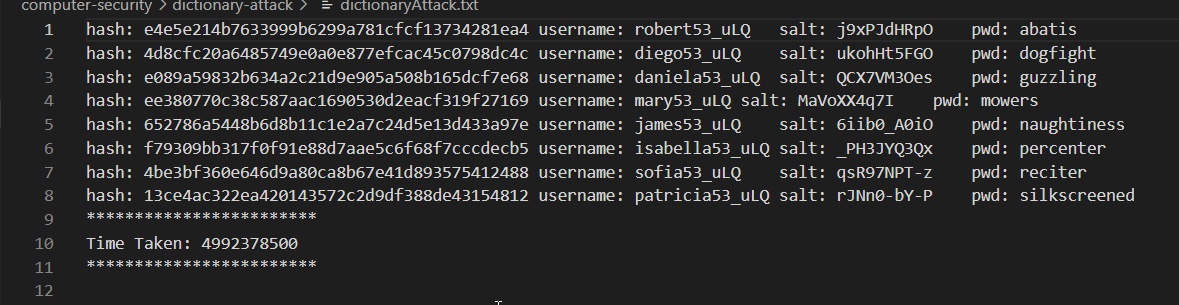 computer-security > dictionary-attack > dictionaryAttack.txt
1 hash: e4e5e214b7633999b6299a781cfcf13734281ea4 username: robert53_uLQ salt: j9xPJdHRpO pwd: abatis
2 hash: 4d8cfc20a6485749e0a0e877efcac45c0798dc4c username: diego53_uLQ salt: ukohHt5FGO pwd: dogfight
3 hash: e089a59832b634a2c21d9e905a508b165dcf7e68 username: daniela53_uLQ salt: QCX7VM3Oes pwd: guzzling
4 hash: ee380770c38c587aac1690530d2eacf319f27169 username: mary53_uLQ salt: MaVoXX4q7I pwd: mowers
5 hash: 652786a5448b6d8b11c1e2a7c24d5e13d433a97e username: james53_uLQ salt: 6iib0_A0iO pwd: naughtiness
6 hash: f79309bb317f0f91e88d7aae5c6f68f7cccdecb5 username: isabella53_uLQ salt: _PH3JYQ3Qx pwd: percenter
7 hash: 4be3bf360e646d9a80ca8b67e41d893575412488 username: sofia53_uLQ salt: qsR97NPT-z pwd: reciter
8 hash: 13ce4ac322ea420143572c2d9df388de43154812 username: patricia53_uLQ salt: rJNn0-bY-P pwd: silkscreened
9 ************************
10 Time Taken: 4992378500
11 ************************
12